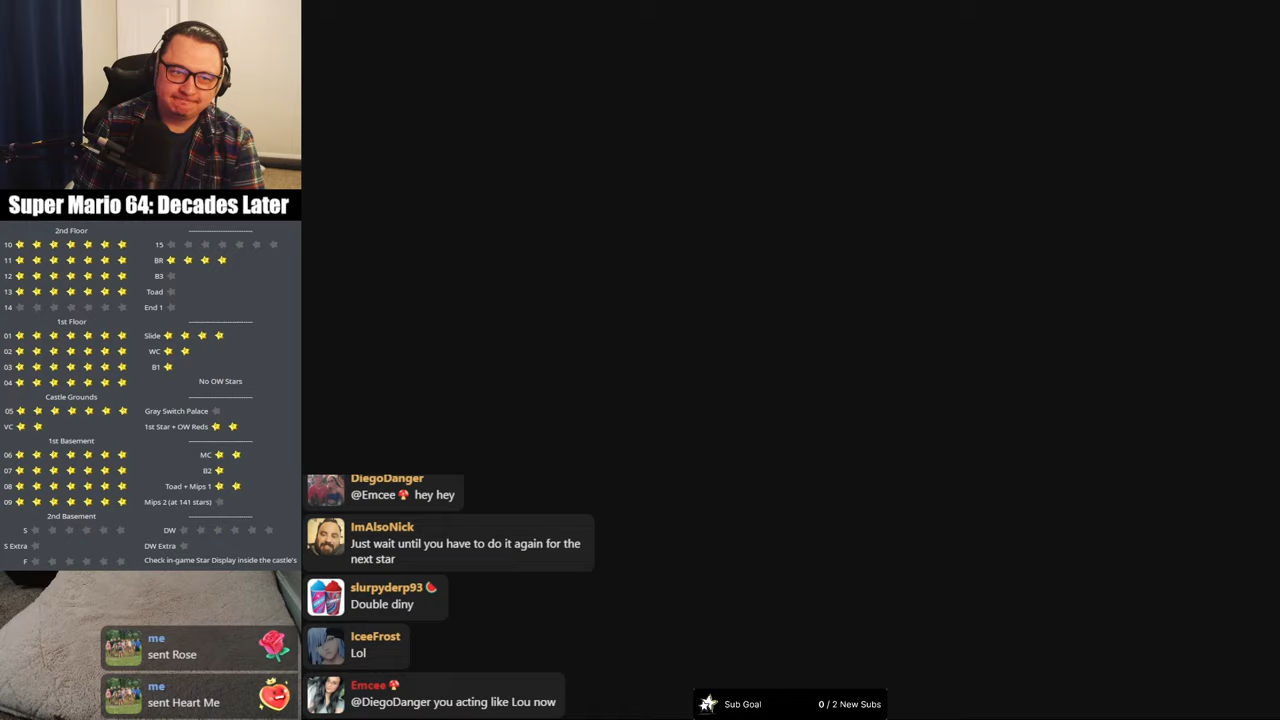 Super Mario 64: Decades Later
2nd Floor
10
11
12
13
14
15
BR
B3
Toad
End 1
1st Floor
01
02
03
04
Slide
WC
B1
No OW Stars
Castle Grounds
05
VC
Gray Switch Palace
1st Star + OW Reds
1st Basement
06
07
08
09
MC
B2
Toad + Mips 1
Mips 2 (at 141 stars)
2nd Basement
S
S Extra
F
DW
DW Extra
Check in-game Star Display inside the castle's
me
sent Rose
me
sent Heart Me
DiegoDanger
@Emcee hey hey
ImAlsoNick
Just wait until you have to do it again for the
next star
slurpyderp93
Double diny
IceeFrost
Lol
Emcee
@DiegoDanger you acting like Lou now
Sub Goal 0 / 2 New Subs